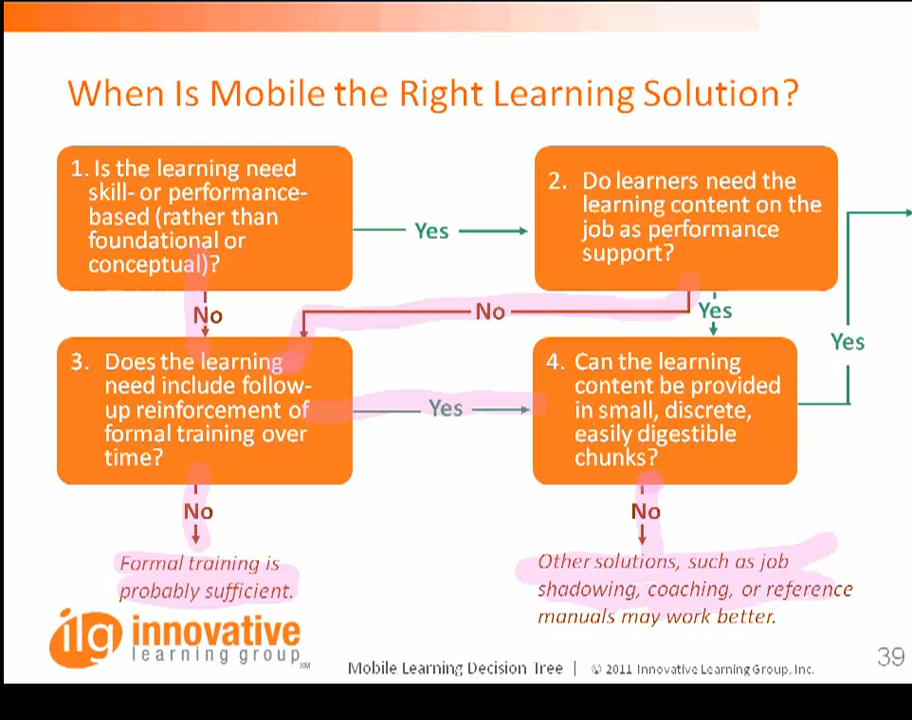 When Is Mobile the Right Learning Solution?
1. Is the learning need
skill- or performance-
based (rather than
foundational or
conceptual)?
Yes
2. Do learners need the
learning content on the
job as performance
support?
No
No
Yes
Yes
3. Does the learning
need include follow-
up reinforcement of
formal training over
time?
Yes
4. Can the learning
content be provided
in small, discrete,
easily digestible
chunks?
No
No
Formal training is
probably sufficient.
Other solutions, such as job
shadowing, coaching, or reference
manuals may work better.
ilg innovative
learning group SM
Mobile Learning Decision Tree | © 2011 Innovative Learning Group, Inc.
39